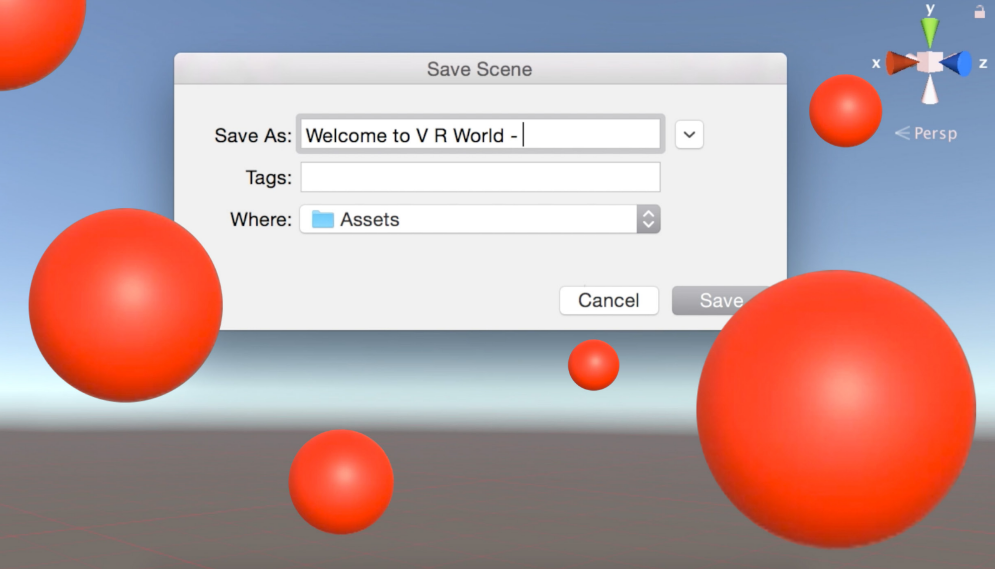 y
x
z
Persp
Save Scene
Save As: Welcome to V R World -
Tags:
Where: Assets
Cancel Save